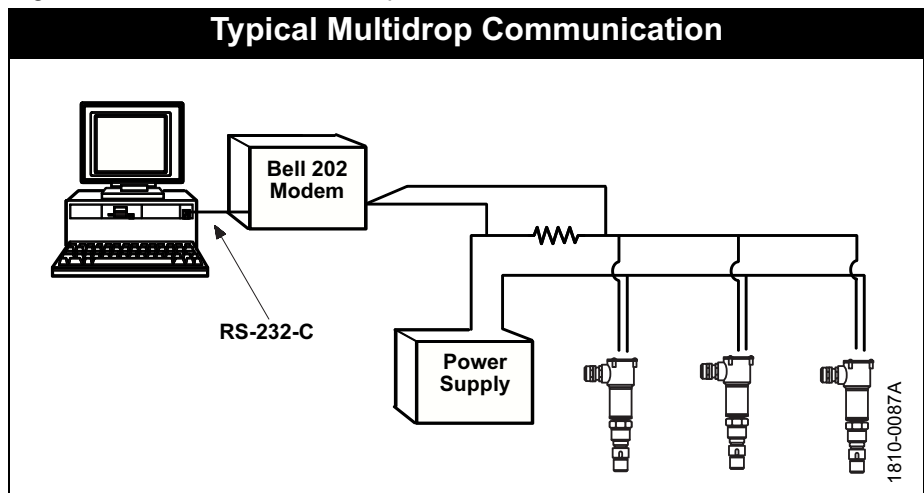 Typical Multidrop Communication
Bell 202
Modem
RS-232-C
Power
Supply
1810-0087A